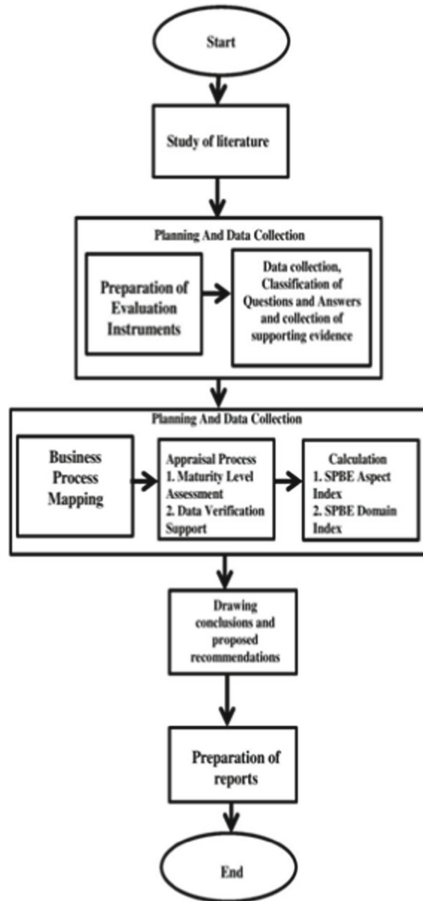 Start
Study of literature
Planning And Data Collection
Preparation of
Evaluation
Instruments
Data collection,
Classification of
Questions and Answers
and collection of
supporting evidence
Planning And Data Collection
Business
Process
Mapping
Appraisal Process
1. Maturity Level
Assessment
2. Data Verification
Support
Calculation
1. SPBE Aspect
Index
2. SPBE Domain
Index
Drawing
conclusions and
proposed
recommendations
Preparation of
reports
End